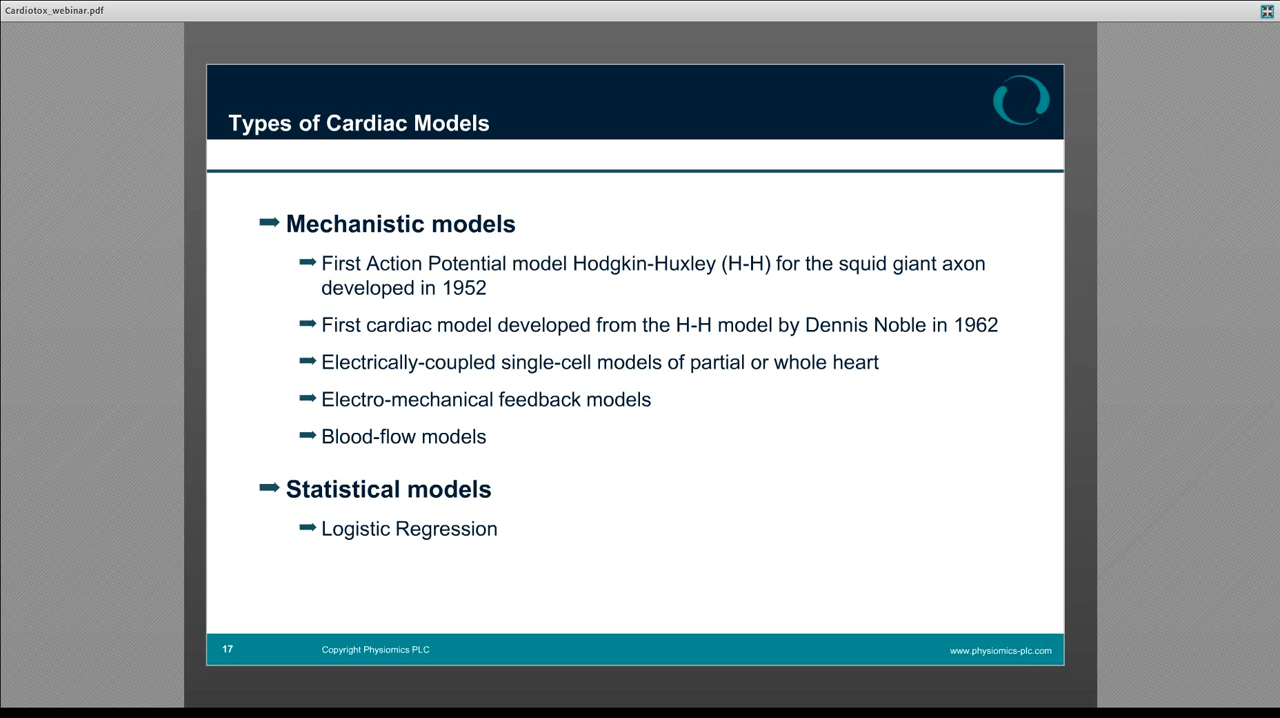 Cardiotox_webinar.pdf
Types of Cardiac Models
Mechanistic models
First Action Potential model Hodgkin-Huxley (H-H) for the squid giant axon
developed in 1952
First cardiac model developed from the H-H model by Dennis Noble in 1962
Electrically-coupled single-cell models of partial or whole heart
Electro-mechanical feedback models
Blood-flow models
Statistical models
Logistic Regression
17 Copyright Physiomics PLC www.physiomics-plc.com